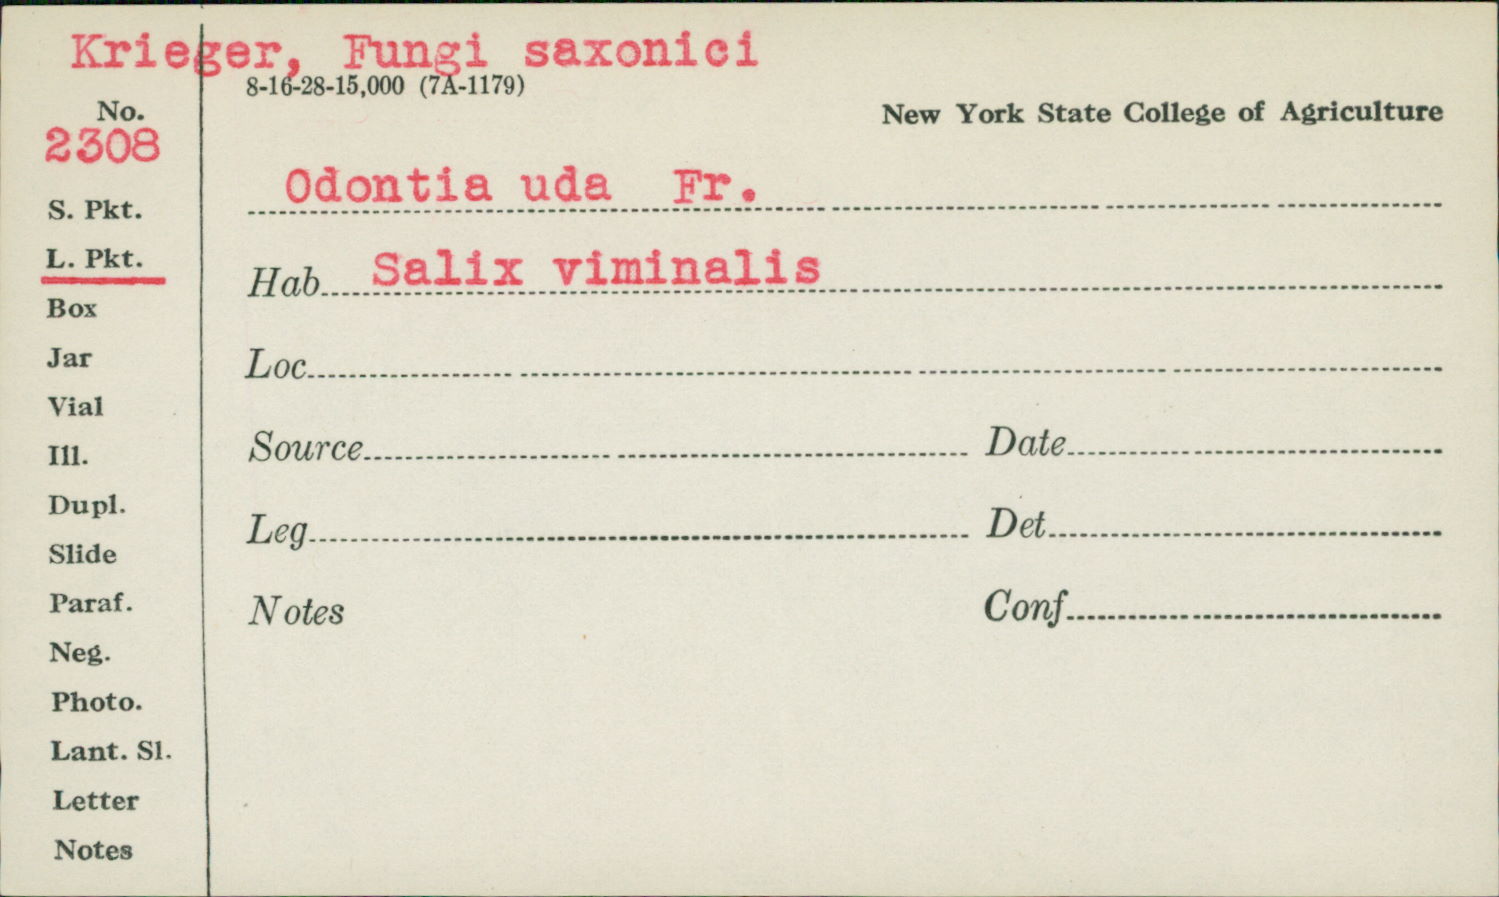 Krieger, Fungi saxonici
8-16-28-15,000 (7A-1179)
No.
2308
New York State College of Agriculture
Odontia uda Fr.
S. Pkt.
L. Pkt.
Hab. Salix viminalis
Box
Jar
Loc.
Vial
Ill.
Source
Date
Dupl.
Slide
Leg.
Det.
Paraf.
Notes
Conf.
Neg.
Photo.
Lant. Sl.
Letter
Notes